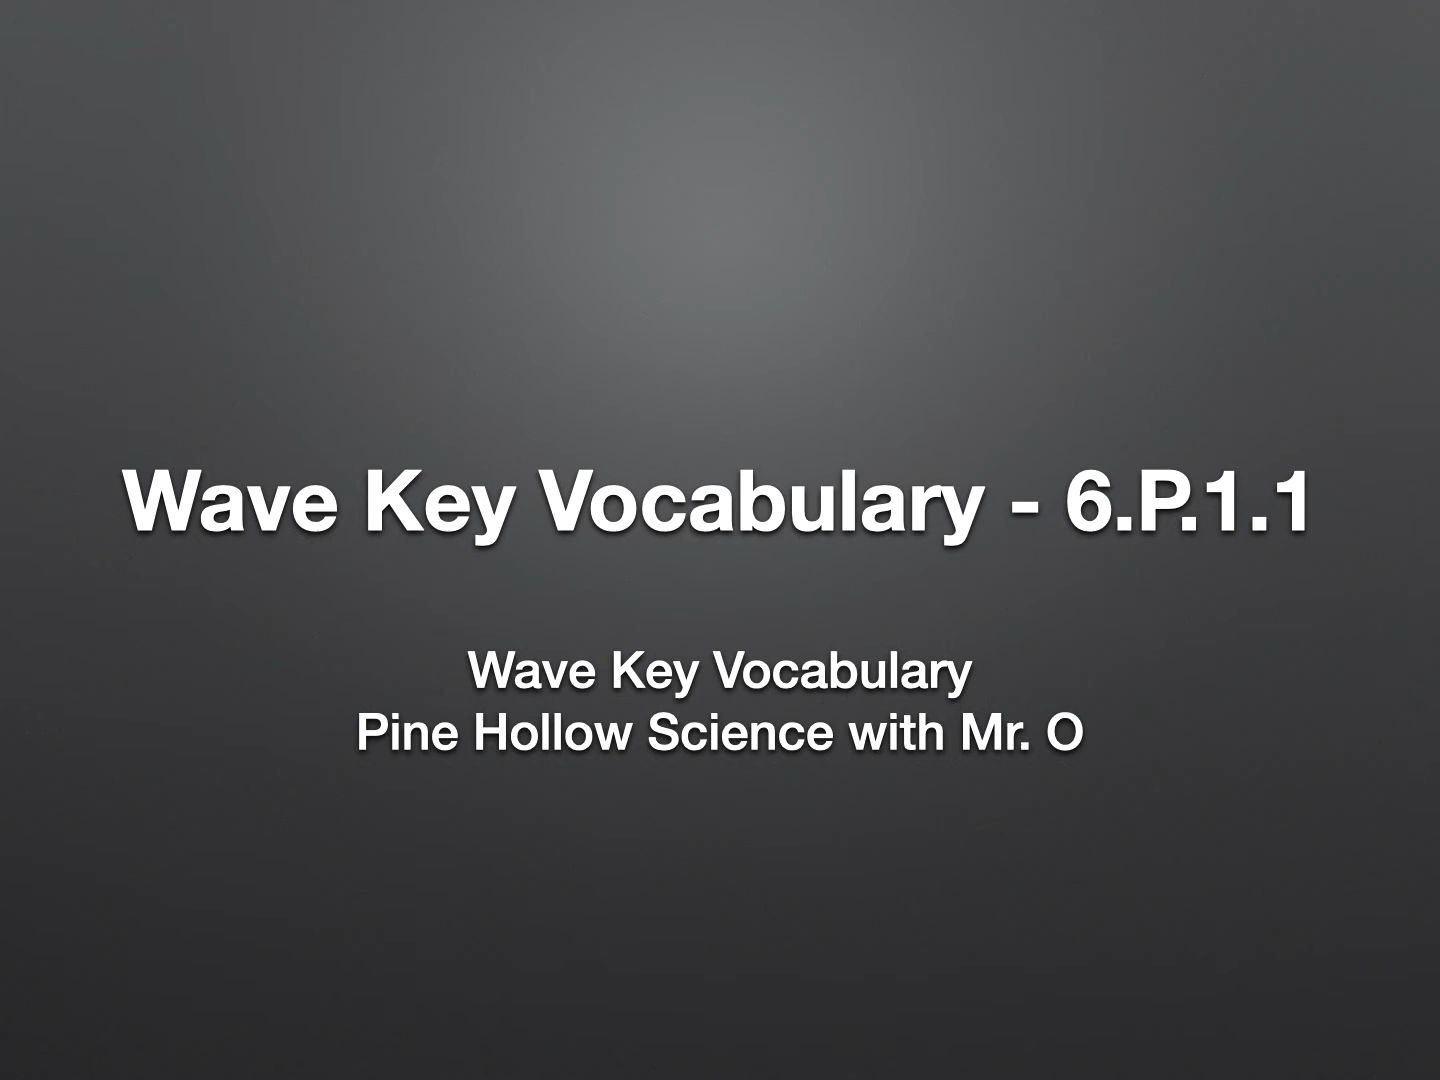 Wave Key Vocabulary - 6.P.1.1
Wave Key Vocabulary
Pine Hollow Science with Mr. O